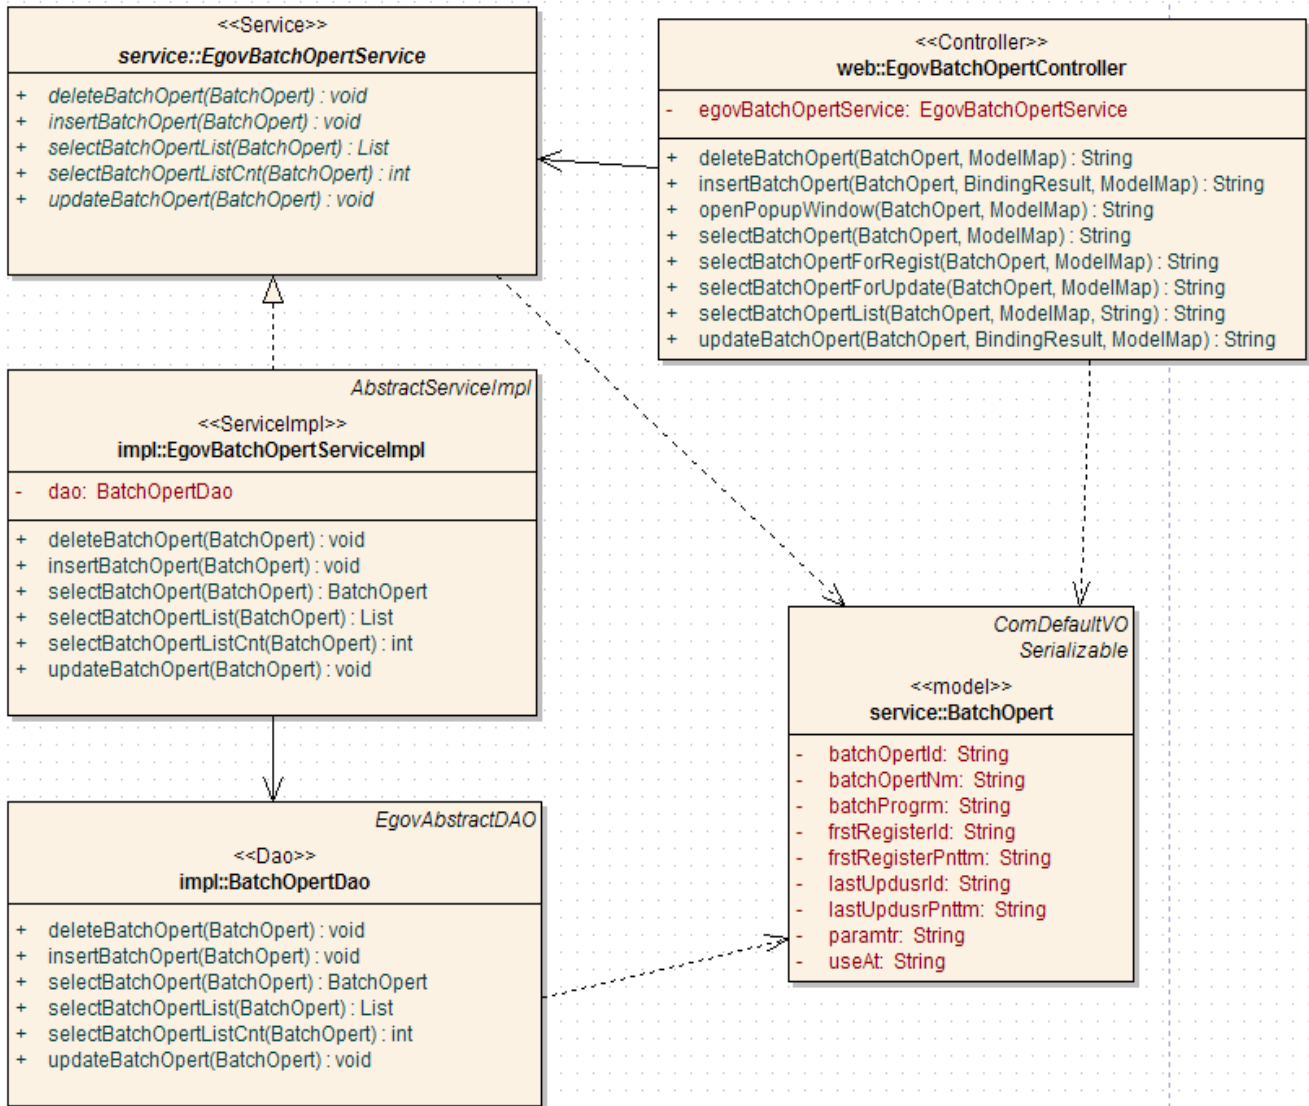 <<Service>>
service::EgovBatchOpertService
+ deleteBatchOpert(BatchOpert) : void
+ insertBatchOpert(BatchOpert) : void
+ selectBatchOpertList(BatchOpert) : List
+ selectBatchOpertListCnt(BatchOpert) : int
+ updateBatchOpert(BatchOpert) : void
<<Controller>>
web::EgovBatchOpertController
- egovBatchOpertService: EgovBatchOpertService
+ deleteBatchOpert(BatchOpert, ModelMap) : String
+ insertBatchOpert(BatchOpert, BindingResult, ModelMap) : String
+ openPopupWindow(BatchOpert, ModelMap) : String
+ selectBatchOpert(BatchOpert, ModelMap) : String
+ selectBatchOpertForRegist(BatchOpert, ModelMap) : String
+ selectBatchOpertForUpdate(BatchOpert, ModelMap) : String
+ selectBatchOpertList(BatchOpert, ModelMap, String) : String
+ updateBatchOpert(BatchOpert, BindingResult, ModelMap) : String
AbstractServiceImpl
<<ServiceImpl>>
impl::EgovBatchOpertServiceImpl
- dao: BatchOpertDao
+ deleteBatchOpert(BatchOpert) : void
+ insertBatchOpert(BatchOpert) : void
+ selectBatchOpert(BatchOpert) : BatchOpert
+ selectBatchOpertList(BatchOpert) : List
+ selectBatchOpertListCnt(BatchOpert) : int
+ updateBatchOpert(BatchOpert) : void
ComDefaultVO
Serializable
<<model>>
service::BatchOpert
- batchOpertId: String
- batchOpertNm: String
- batchProgrm: String
- frstRegisterId: String
- frstRegisterPnttm: String
- lastUpdusrId: String
- lastUpdusrPnttm: String
- paramtr: String
- useAt: String
EgovAbstractDAO
<<Dao>>
impl::BatchOpertDao
+ deleteBatchOpert(BatchOpert) : void
+ insertBatchOpert(BatchOpert) : void
+ selectBatchOpert(BatchOpert) : BatchOpert
+ selectBatchOpertList(BatchOpert) : List
+ selectBatchOpertListCnt(BatchOpert) : int
+ updateBatchOpert(BatchOpert) : void